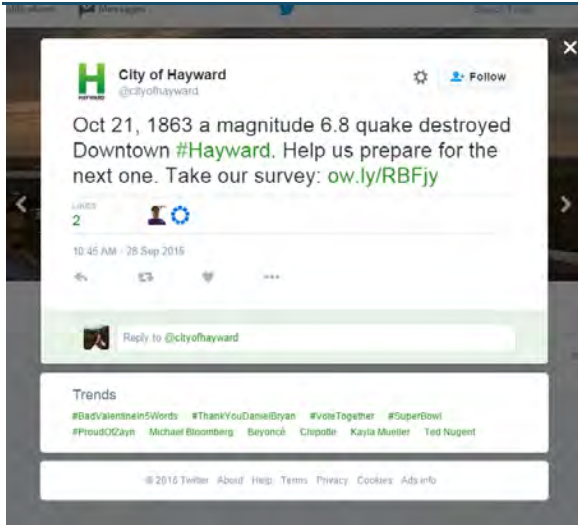 Messages
City of Hayward
@cityofhayward
Follow
HAYWARD
Oct 21, 1863 a magnitude 6.8 quake destroyed
Downtown #Hayward. Help us prepare for the
next one. Take our survey: ow.ly/RBFjy
LIKES
2
10:45 AM - 28 Sep 2015
Reply to @cityofhayward
Trends
#BadValentineIn5Words #ThankYouDanielBryan #VoteTogether #SuperBowl
#ProudOfZayn Michael Bloomberg Beyoncé Chipotle Kayla Mueller Ted Nugent
© 2016 Twitter About Help Terms Privacy Cookies Ads info